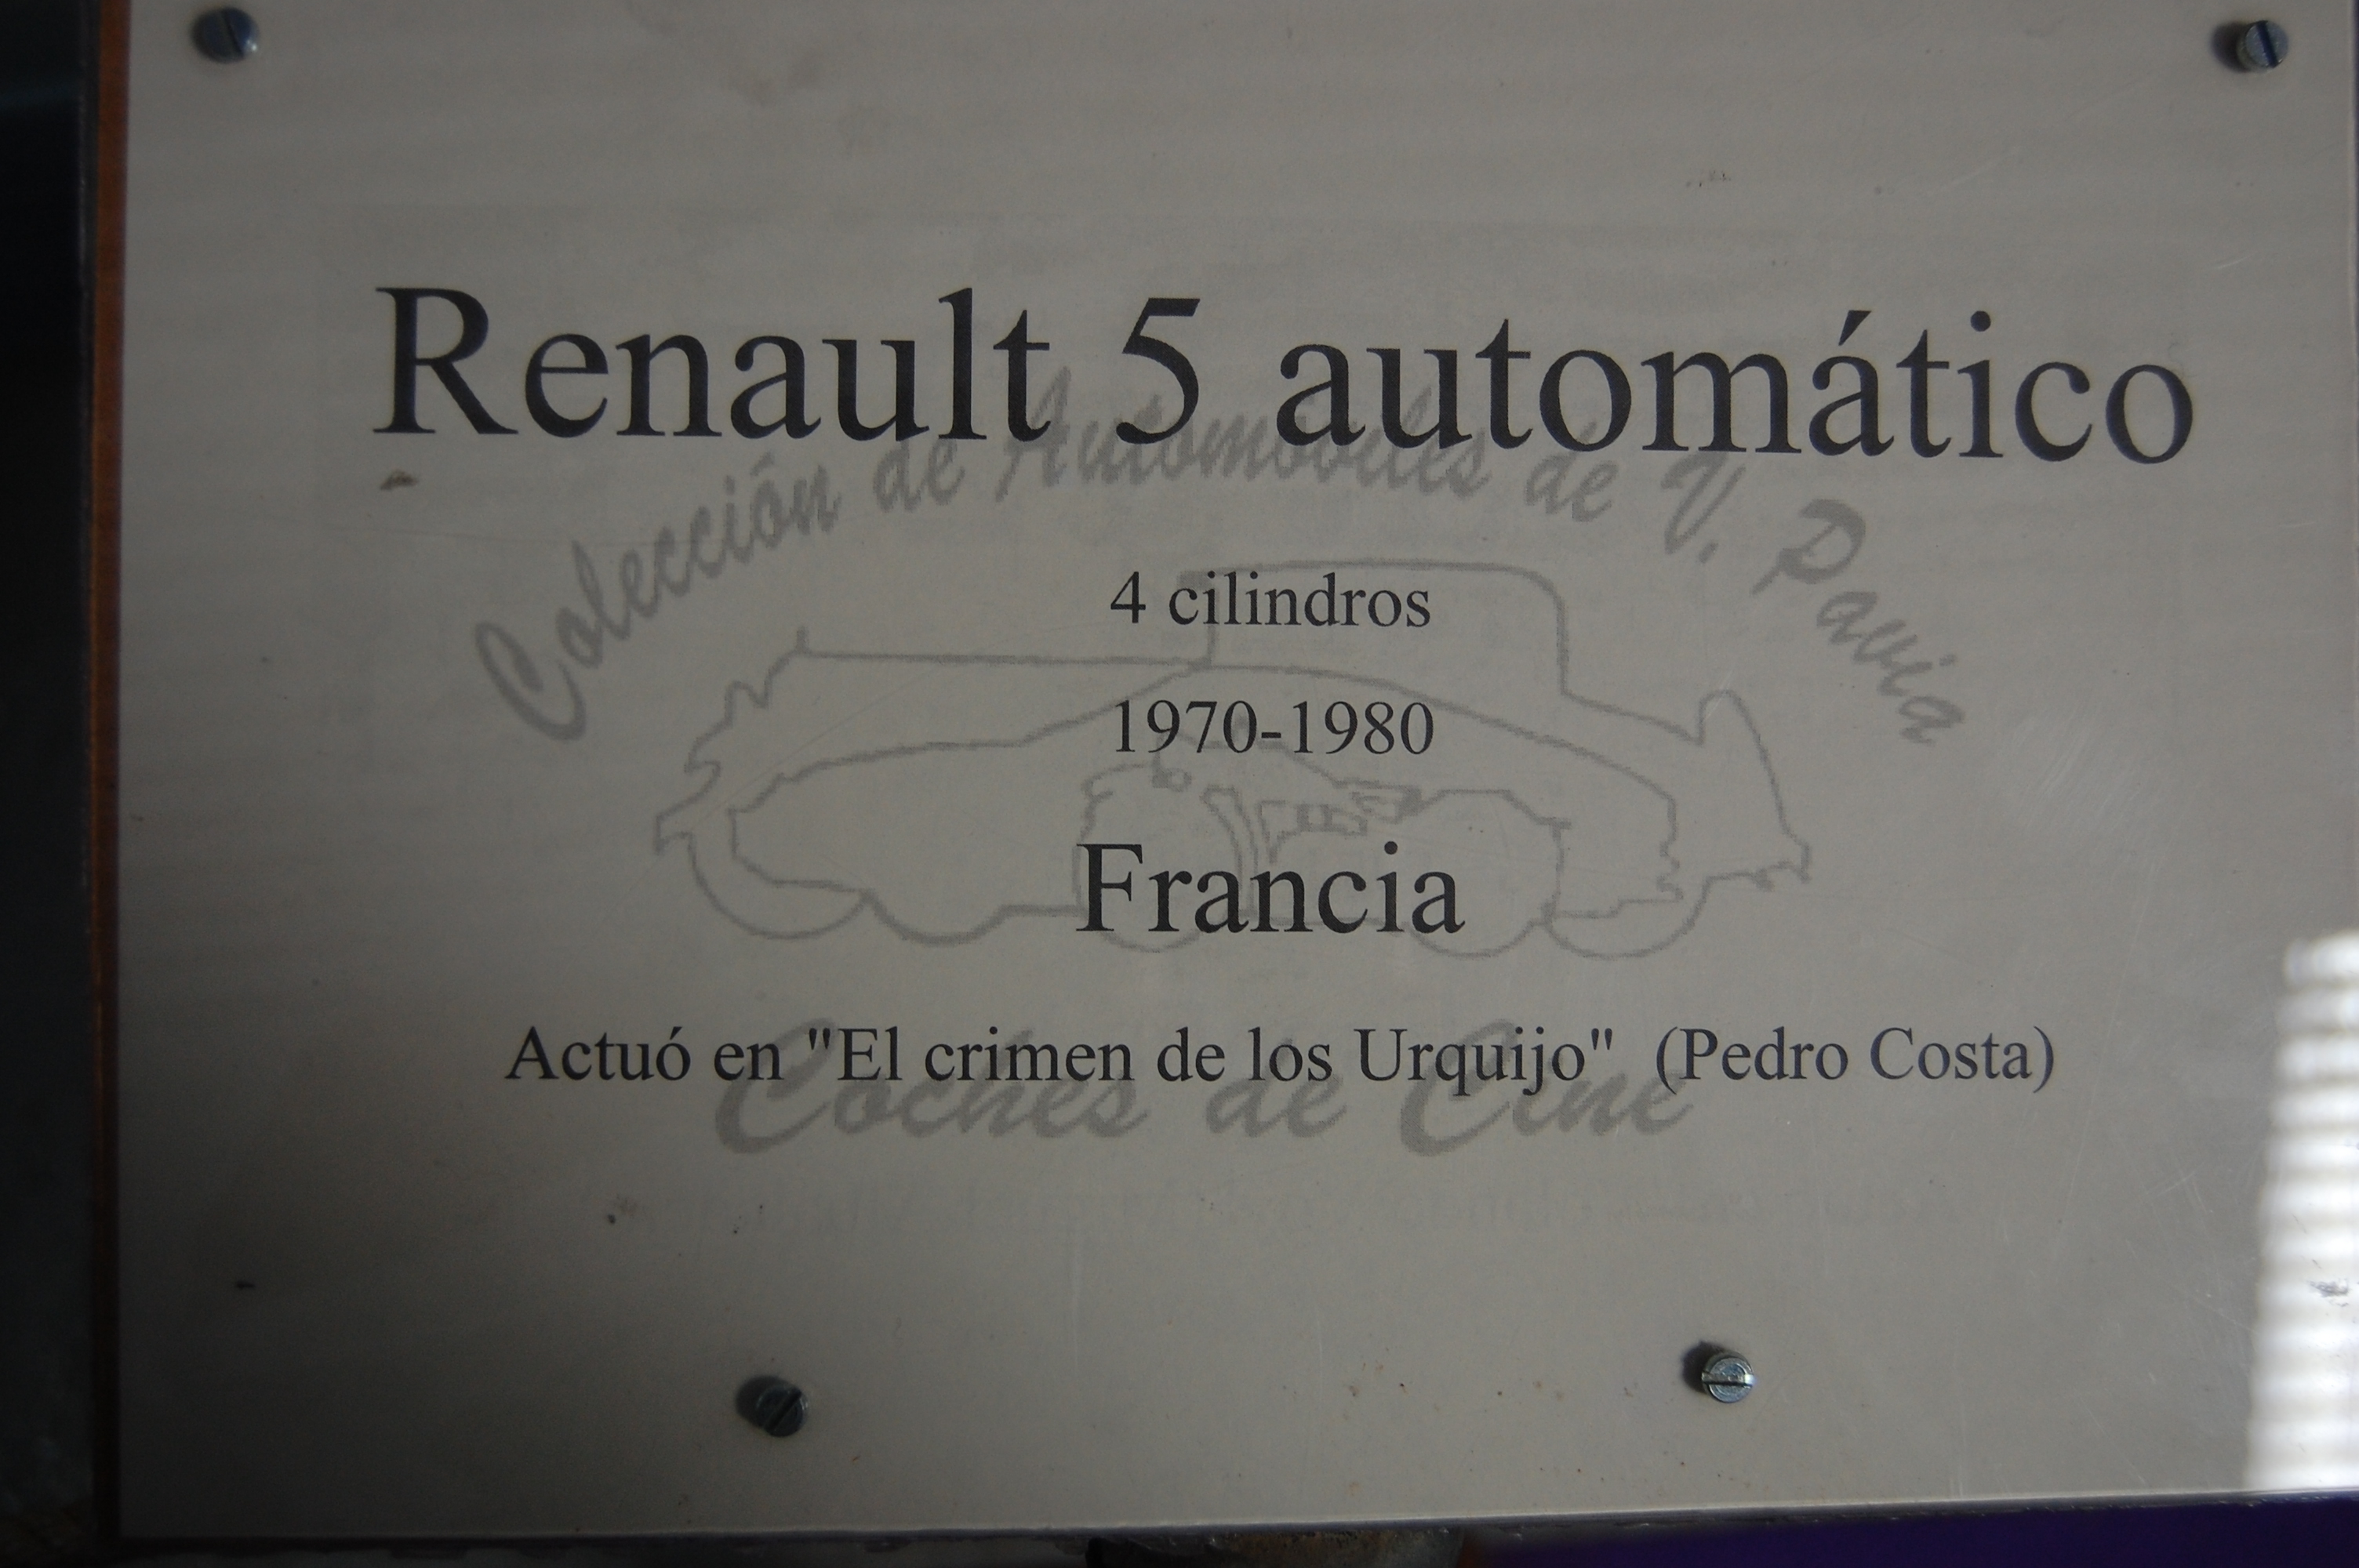 Renault 5 automático
Colección de Automóviles de V. Pavía
4 cilindros
1970-1980
Francia
Actuó en "El crimen de los Urquijo" (Pedro Costa)
Coches de Cine